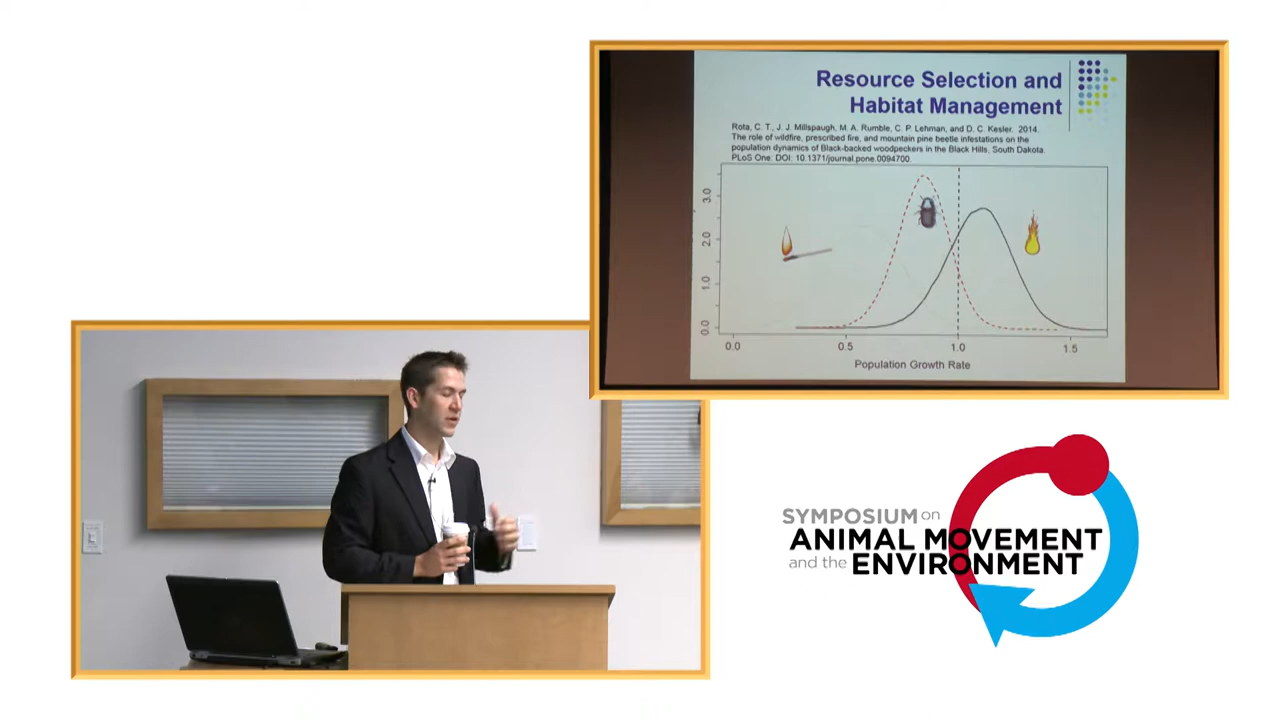 Resource Selection and
Habitat Management
Rota, C. T., J. J. Millspaugh, M. A. Rumble, C. P. Lehman, and D. C. Kesler. 2014.
The role of wildfire, prescribed fire, and mountain pine beetle infestations on the
population dynamics of Black-backed woodpeckers in the Black Hills, South Dakota.
PLoS One: DOI: 10.1371/journal.pone.0094700.
3.0
2.0
1.0
0.0
0.0 0.5 1.0 1.5
Population Growth Rate
SYMPOSIUM on
ANIMAL MOVEMENT
and the ENVIRONMENT